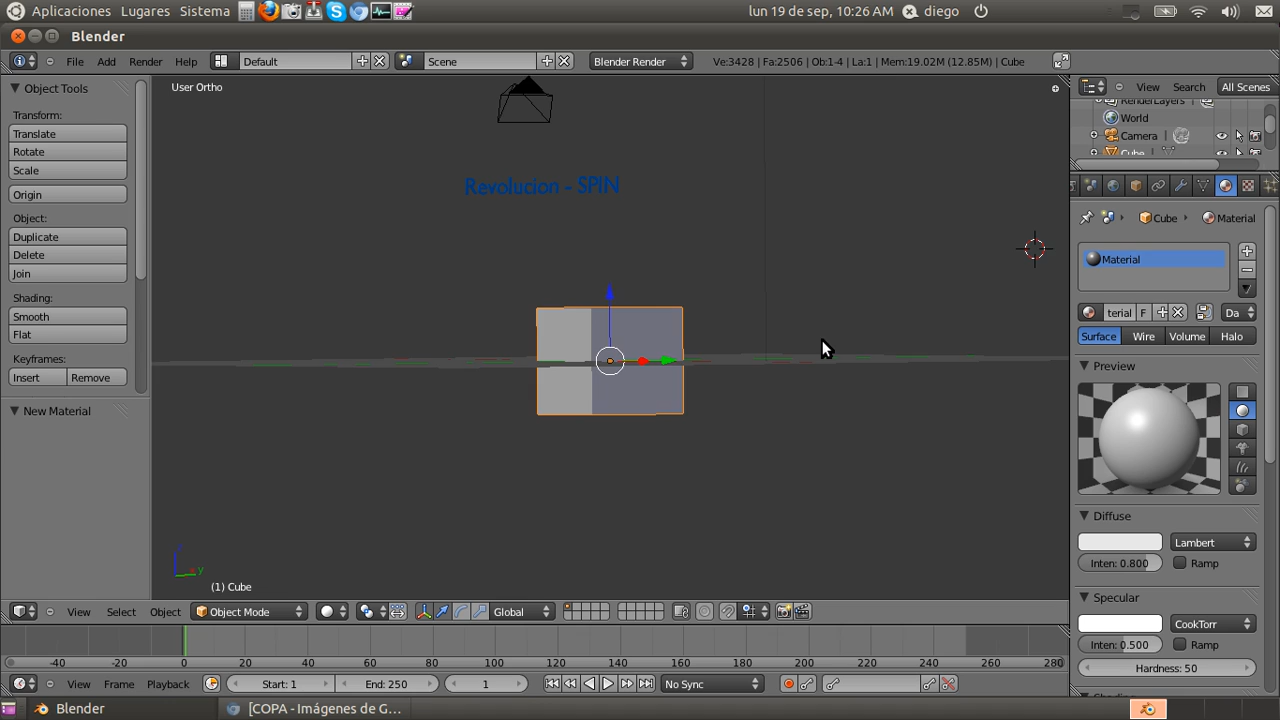 Aplicaciones Lugares Sistema lun 19 de sep, 10:26 AM diego
Blender
File Add Render Help Default Scene Blender Render Ve:3428 | Fa:2506 | Ob:1-4 | La:1 | Mem:19.02M (12.85M) | Cube
Object Tools
Transform:
Translate
Rotate
Scale
Origin
Object:
Duplicate
Delete
Join
Shading:
Smooth
Flat
Keyframes:
Insert Remove
New Material
User Ortho
Revolucion - SPIN
y
(1) Cube
View Search All Scenes
RenderLayers
World
Camera
Cube
Cube Material
Material
terial F Da
Surface Wire Volume Halo
Preview
Diffuse
Lambert
Inten: 0.800 Ramp
Specular
CookTorr
Inten: 0.500 Ramp
Hardness: 50
View Select Object Object Mode Global
-40 -20 0 20 40 60 80 100 120 140 160 180 200 220 240 260 280
View Frame Playback Start: 1 End: 250 1 No Sync
Blender [COPA - Imágenes de G...